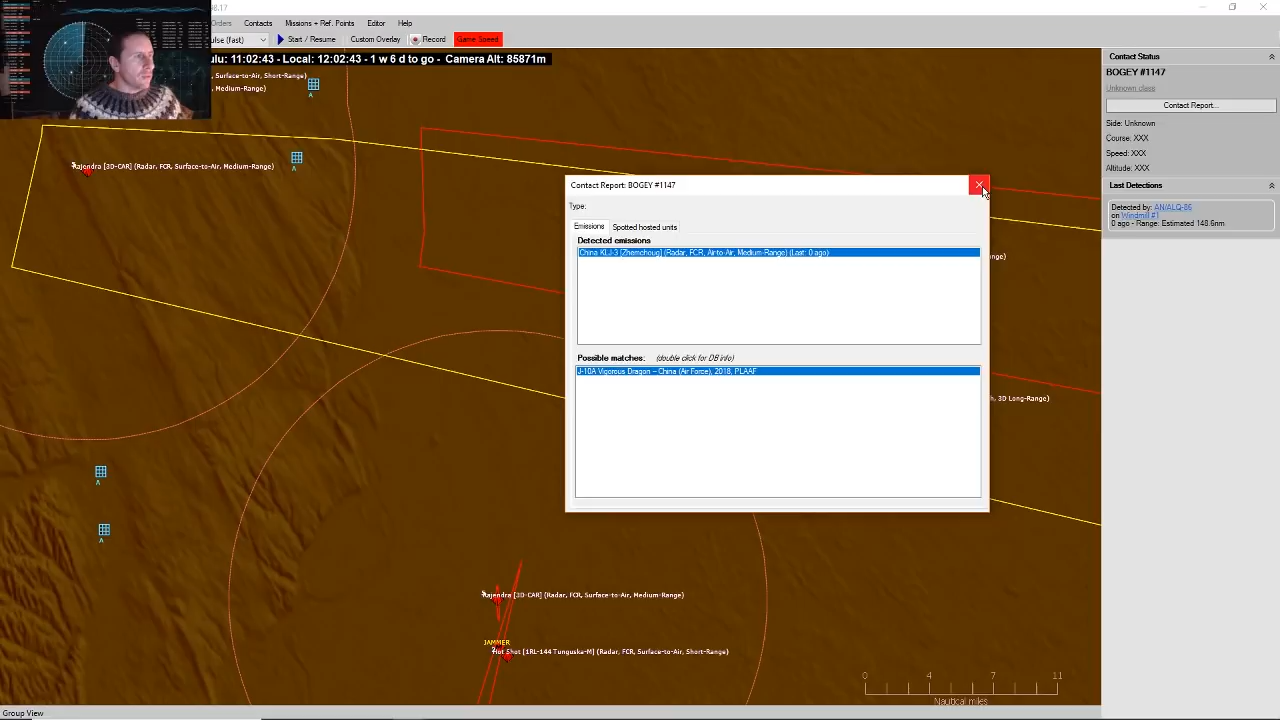 8.17
Orders Contacts Missions + Ref. Points Editor Help
ulse (fast) Start / Resume Custom Overlay Record Game Speed
ulu: 11:02:43 - Local: 12:02:43 - 1 w 6 d to go - Camera Alt: 85871m
, Surface-to-Air, Short-Range)
, Medium-Range)
A
A
Rajendra [3D-CAR] (Radar, FCR, Surface-to-Air, Medium-Range)
Contact Report: BOGEY #1147
Type:
Emissions Spotted hosted units
Detected emissions
China KLJ-3 [Zhemchoug] (Radar, FCR, Air-to-Air, Medium-Range) (Last: 0 ago)
Possible matches: (double click for DB info)
J-10A Vigorous Dragon -- China (Air Force), 2018, PLAAF
nge)
h, 3D Long-Range)
A
A
Rajendra [3D-CAR] (Radar, FCR, Surface-to-Air, Medium-Range)
JAMMER
Hot Shot [1RL-144 Tunguska-M] (Radar, FCR, Surface-to-Air, Short-Range)
0 4 7 11
Nautical miles
Group View
Contact Status
BOGEY #1147
Unknown class
Contact Report...
Side: Unknown
Course: XXX
Speed: XXX
Altitude: XXX
Last Detections
Detected by: AN/ALQ-86
on Windmill #1
ago - Range: Estimated 148.6nm